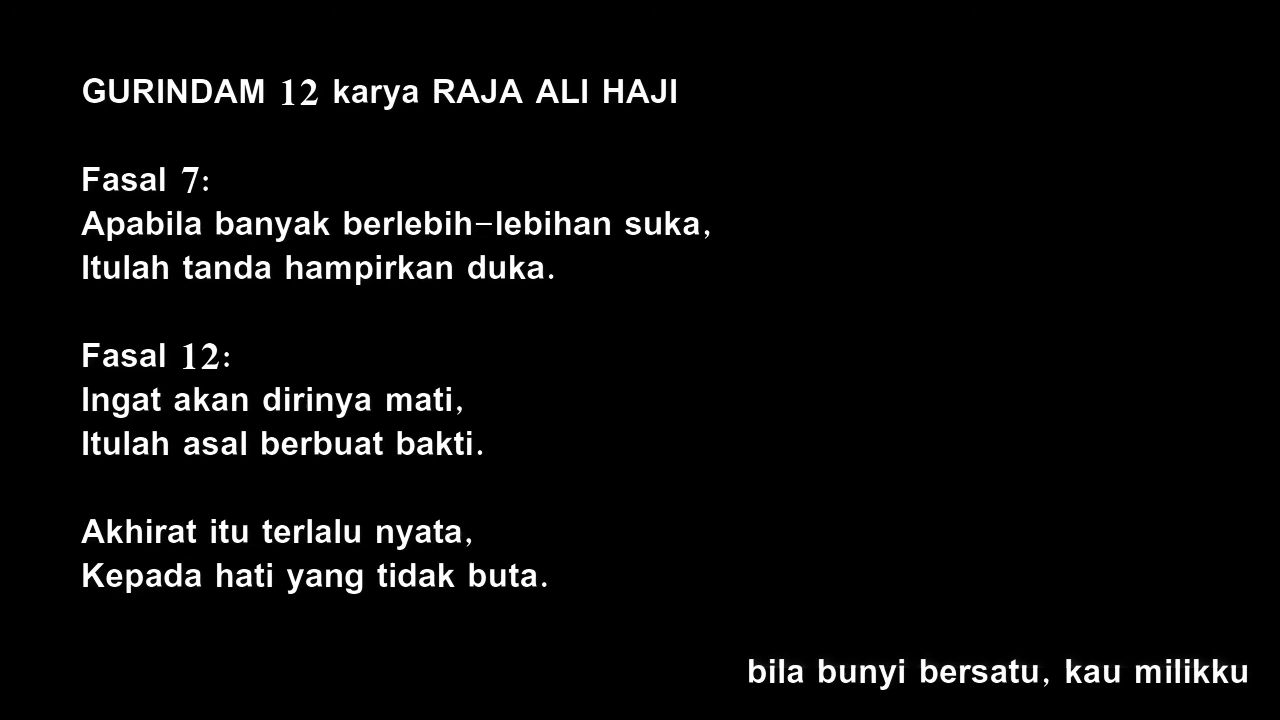 GURINDAM 12 karya RAJA ALI HAJI
Fasal 7:
Apabila banyak berlebih-lebihan suka,
Itulah tanda hampirkan duka.
Fasal 12:
Ingat akan dirinya mati,
Itulah asal berbuat bakti.
Akhirat itu terlalu nyata,
Kepada hati yang tidak buta.
bila bunyi bersatu, kau milikku